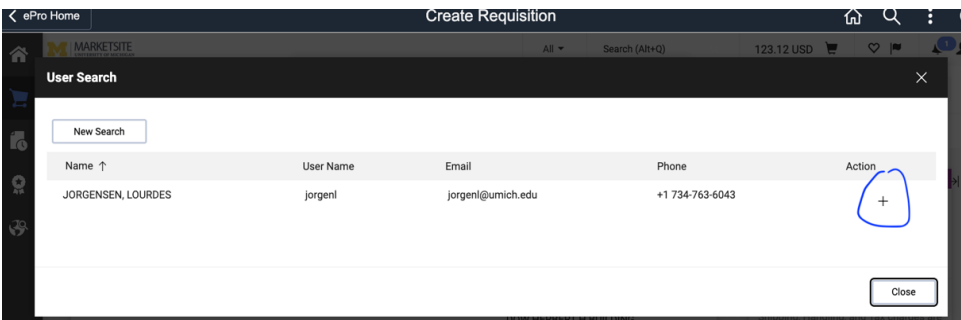 ePro Home Create Requisition
MARKETSITE All Search (Alt+Q) 123.12 USD 1
User Search
New Search
Name ↑ User Name Email Phone Action
JORGENSEN, LOURDES jorgenl jorgenl@umich.edu +1 734-763-6043 +
Close